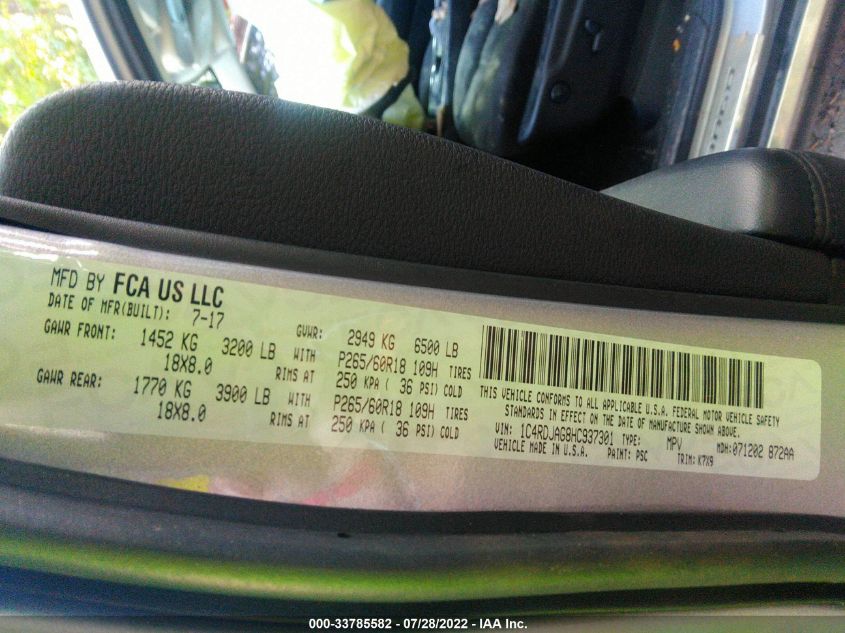 MFD BY FCA US LLC
DATE OF MFR(BUILT): 7-17 GVWR: 2949 KG 6500 LB
GAWR FRONT: 1452 KG 3200 LB WITH P265/60R18 109H TIRES
18X8.0 RIMS AT 250 KPA ( 36 PSI) COLD
GAWR REAR: 1770 KG 3900 LB WITH P265/60R18 109H TIRES
18X8.0 RIMS AT 250 KPA ( 36 PSI) COLD
THIS VEHICLE CONFORMS TO ALL APPLICABLE U.S.A. FEDERAL MOTOR VEHICLE SAFETY
STANDARDS IN EFFECT ON THE DATE OF MANUFACTURE SHOWN ABOVE.
VIN: 1C4RDJAG8HC937301 TYPE: MPV MDH:071202 872AA
VEHICLE MADE IN U.S.A. PAINT: PSC TRIM: K7X9
000-33785582 - 07/28/2022 - IAA Inc.